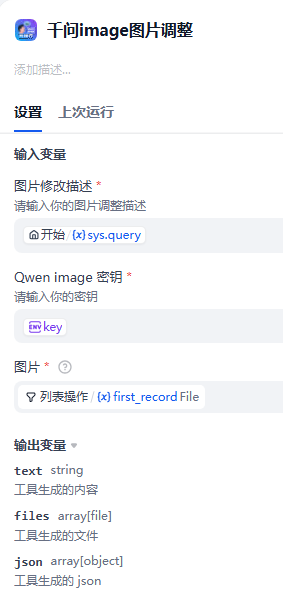 千问image图片调整
添加描述...
设置 上次运行
输入变量
图片修改描述 *
请输入你的图片调整描述
开始 / {x} sys.query
Qwen image 密钥 *
请输入你的密钥
ENV key
图片 * ?
列表操作 / {x} first_record File
输出变量
text string
工具生成的内容
files array[file]
工具生成的文件
json array[object]
工具生成的 json